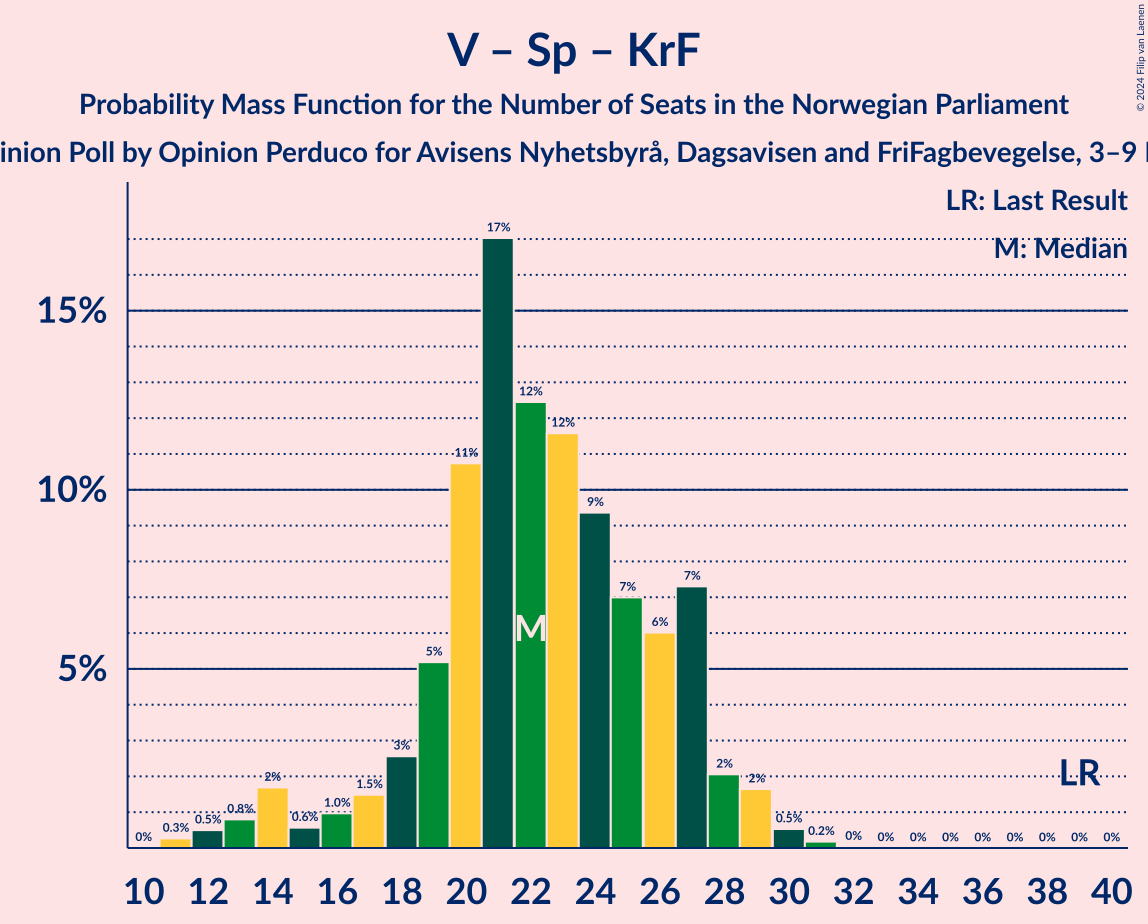 V – Sp – KrF
Probability Mass Function for the Number of Seats in the Norwegian Parliament
inion Poll by Opinion Perduco for Avisens Nyhetsbyrå, Dagsavisen and FriFagbevegelse, 3–9
© 2024 Filip van Laenen
LR: Last Result
M: Median
15%
10%
5%
0% 0.3% 0.5% 0.8% 2% 0.6% 1.0% 1.5% 3% 5% 11% 17% 12% 12% 9% 7% 6% 7% 2% 2% 0.5% 0.2% 0% 0% 0% 0% 0% 0% 0% 0% 0%
M
LR
10 12 14 16 18 20 22 24 26 28 30 32 34 36 38 40